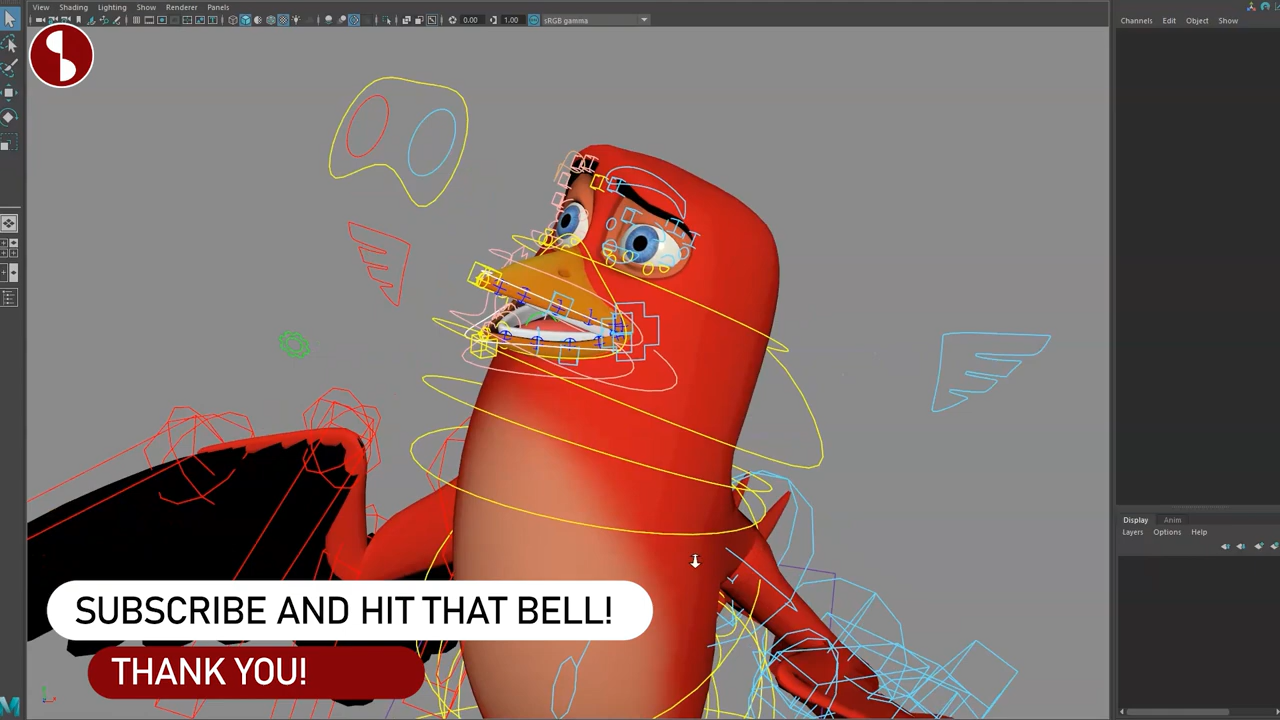 View Shading Lighting Show Renderer Panels
0.00 1.00 sRGB gamma
Channels Edit Object Show
Display Anim
Layers Options Help
SUBSCRIBE AND HIT THAT BELL!
THANK YOU!